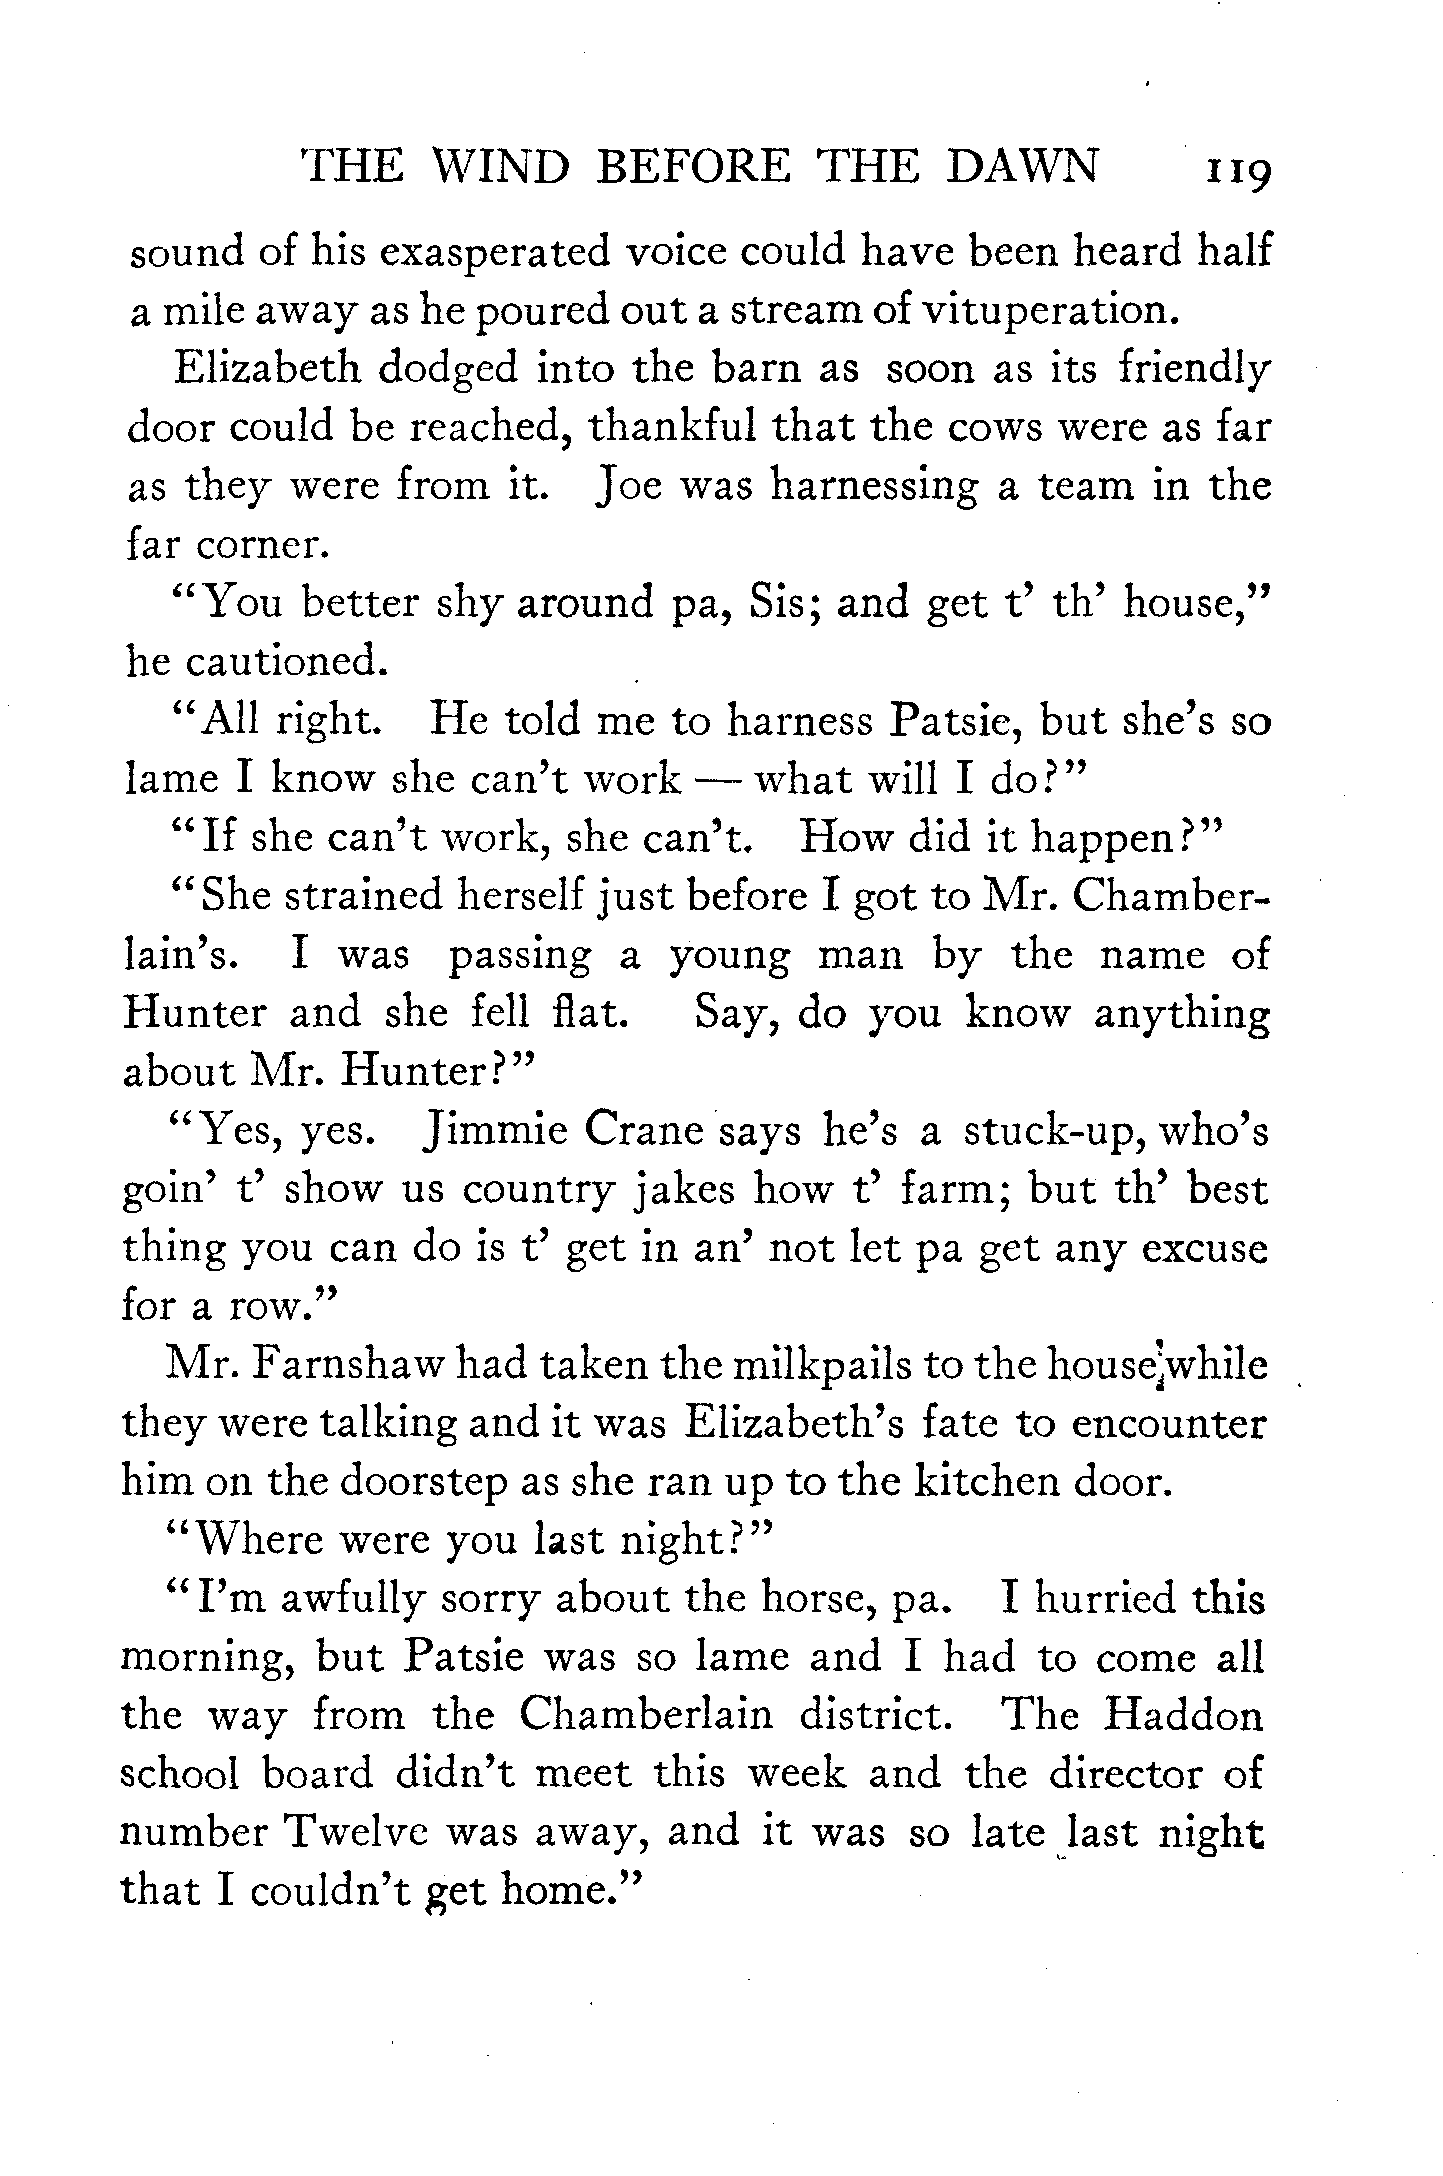 THE WIND BEFORE THE DAWN 119
sound of his exasperated voice could have been heard half
a mile away as he poured out a stream of vituperation.
Elizabeth dodged into the barn as soon as its friendly
door could be reached, thankful that the cows were as far
as they were from it. Joe was harnessing a team in the
far corner.
“You better shy around pa, Sis; and get t’ th’ house,”
he cautioned.
“All right. He told me to harness Patsie, but she’s so
lame I know she can’t work — what will I do?”
“If she can’t work, she can’t. How did it happen?”
“She strained herself just before I got to Mr. Chamber-
lain’s. I was passing a young man by the name of
Hunter and she fell flat. Say, do you know anything
about Mr. Hunter?”
“Yes, yes. Jimmie Crane says he’s a stuck-up, who’s
goin’ t’ show us country jakes how t’ farm; but th’ best
thing you can do is t’ get in an’ not let pa get any excuse
for a row.”
Mr. Farnshaw had taken the milkpails to the house while
they were talking and it was Elizabeth’s fate to encounter
him on the doorstep as she ran up to the kitchen door.
“Where were you last night?”
“I’m awfully sorry about the horse, pa. I hurried this
morning, but Patsie was so lame and I had to come all
the way from the Chamberlain district. The Haddon
school board didn’t meet this week and the director of
number Twelve was away, and it was so late last night
that I couldn’t get home.”